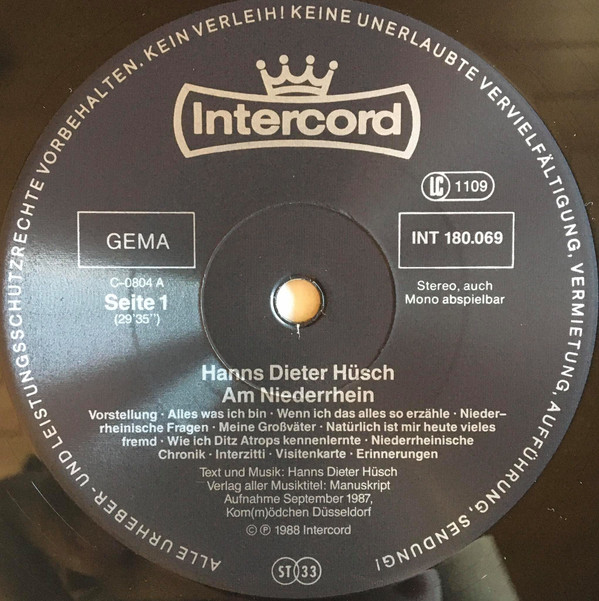 ALLE URHEBER- UND LEISTUNGSSCHUTZRECHTE VORBEHALTEN. KEIN VERLEIH! KEINE UNERLAUBTE VERVIELFÄLTIGUNG, VERMIETUNG, AUFFÜHRUNG, SENDUNG!
Intercord
LC 1109
GEMA
INT 180.069
C-0804 A
Seite 1
(29'35'')
Stereo, auch
Mono abspielbar
Hanns Dieter Hüsch
Am Niederrhein
Vorstellung · Alles was ich bin · Wenn ich das alles so erzähle · Nieder-
rheinische Fragen · Meine Großväter · Natürlich ist mir heute vieles
fremd · Wie ich Ditz Atrops kennenlernte · Niederrheinische
Chronik · Interzitti · Visitenkarte · Erinnerungen
Text und Musik: Hanns Dieter Hüsch
Verlag aller Musiktitel: Manuskript
Aufnahme September 1987,
Kom(m)ödchen Düsseldorf
© ℗ 1988 Intercord
ST 33